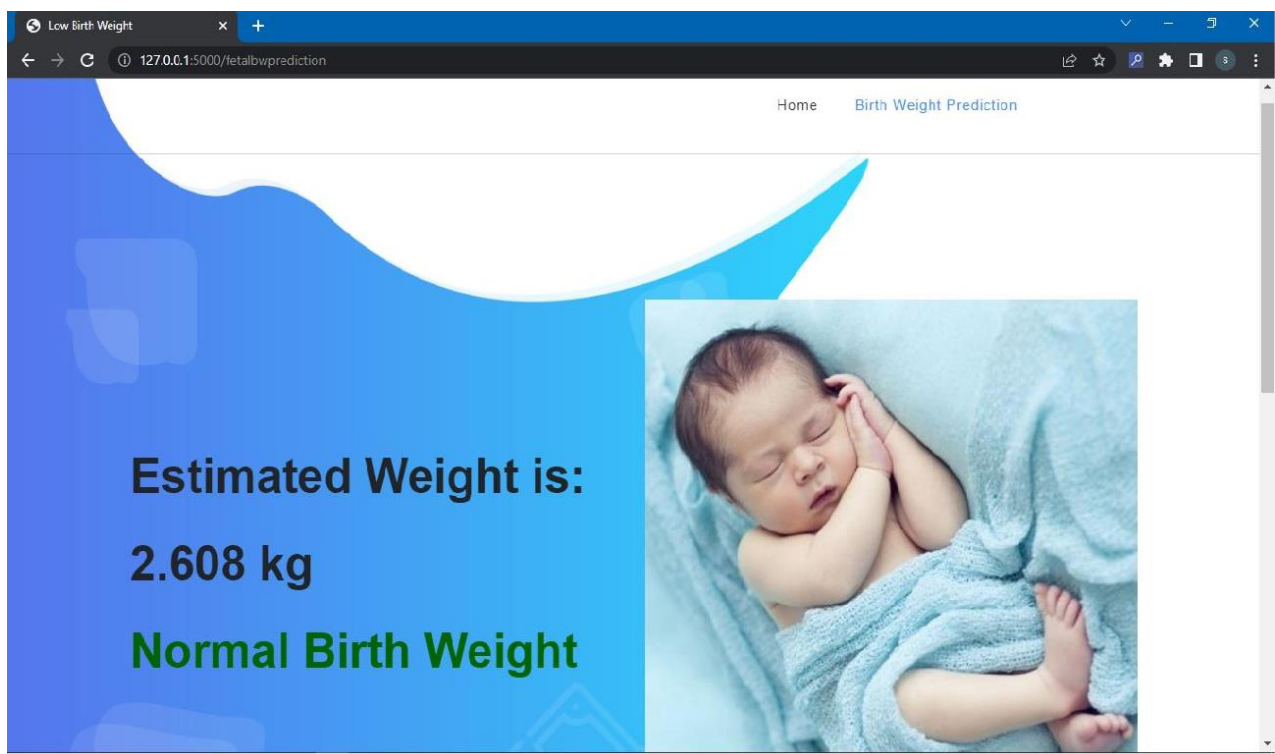 Low Birth Weight
127.0.0.1:5000/fetalbwprediction
S
Home
Birth Weight Prediction
Estimated Weight is:
2.608 kg
Normal Birth Weight